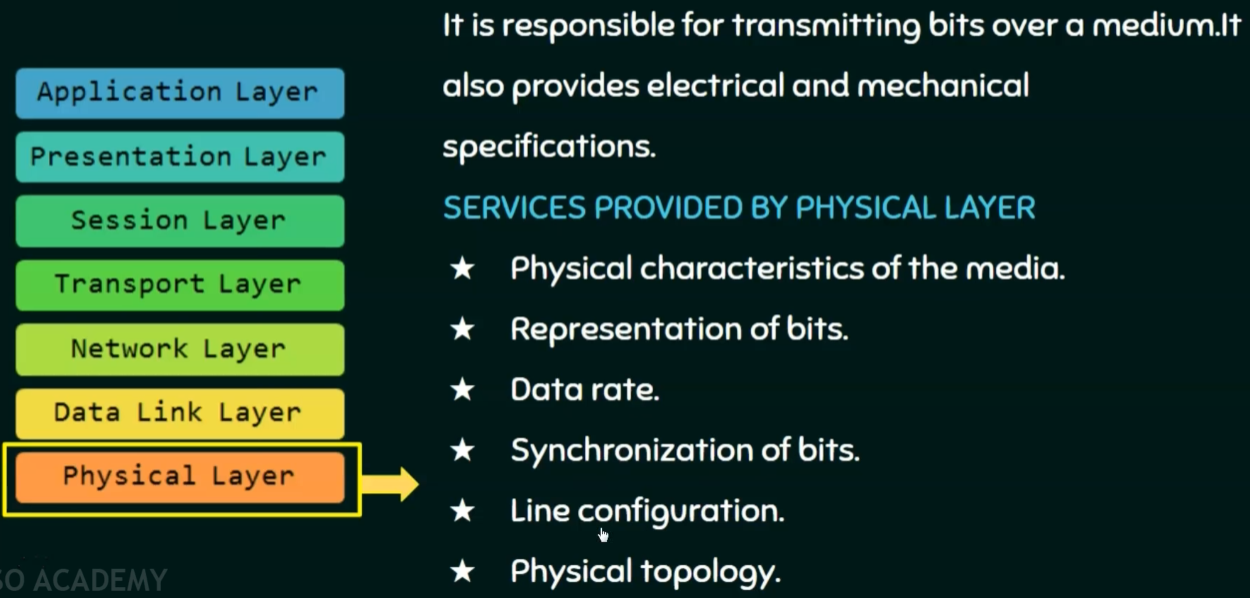 Application Layer
Presentation Layer
Session Layer
Transport Layer
Network Layer
Data Link Layer
Physical Layer
It is responsible for transmitting bits over a medium.It
also provides electrical and mechanical
specifications.
SERVICES PROVIDED BY PHYSICAL LAYER
★ Physical characteristics of the media.
★ Representation of bits.
★ Data rate.
★ Synchronization of bits.
★ Line configuration.
★ Physical topology.
SO ACADEMY